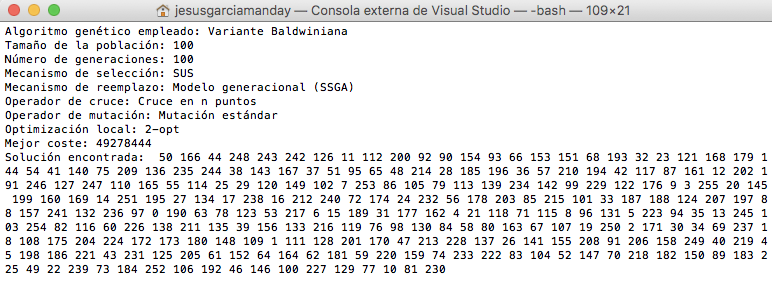 jesusgarciamanday — Consola externa de Visual Studio — -bash — 109×21
Algoritmo genético empleado: Variante Baldwiniana
Tamaño de la población: 100
Número de generaciones: 100
Mecanismo de selección: SUS
Mecanismo de reemplazo: Modelo generacional (SSGA)
Operador de cruce: Cruce en n puntos
Operador de mutación: Mutación estándar
Optimización local: 2-opt
Mejor coste: 49278444
Solución encontrada:  50 166 44 248 243 242 126 11 112 200 92 90 154 93 66 153 151 68 193 32 23 121 168 179 1
44 54 41 140 75 209 136 235 244 38 143 167 37 51 95 65 48 214 28 185 196 36 57 210 194 42 117 87 161 12 202 1
91 246 127 247 110 165 55 114 25 29 120 149 102 7 253 86 105 79 113 139 234 142 99 229 122 176 9 3 255 20 145
 199 160 169 14 251 195 27 134 17 238 16 212 240 72 174 24 232 56 178 203 85 215 101 33 187 188 124 207 197 8
8 157 241 132 236 97 0 190 63 78 123 53 217 6 15 189 31 177 162 4 21 118 71 115 8 96 131 5 223 94 35 13 245 1
03 254 82 116 60 226 138 211 135 39 156 133 216 119 76 98 130 84 58 80 163 67 107 19 250 2 171 30 34 69 237 1
8 108 175 204 224 172 173 180 148 109 1 111 128 201 170 47 213 228 137 26 141 155 208 91 206 158 249 40 219 4
5 198 186 221 43 231 125 205 61 152 64 164 62 181 59 220 159 74 233 222 83 104 52 147 70 218 182 150 89 183 2
25 49 22 239 73 184 252 106 192 46 146 100 227 129 77 10 81 230